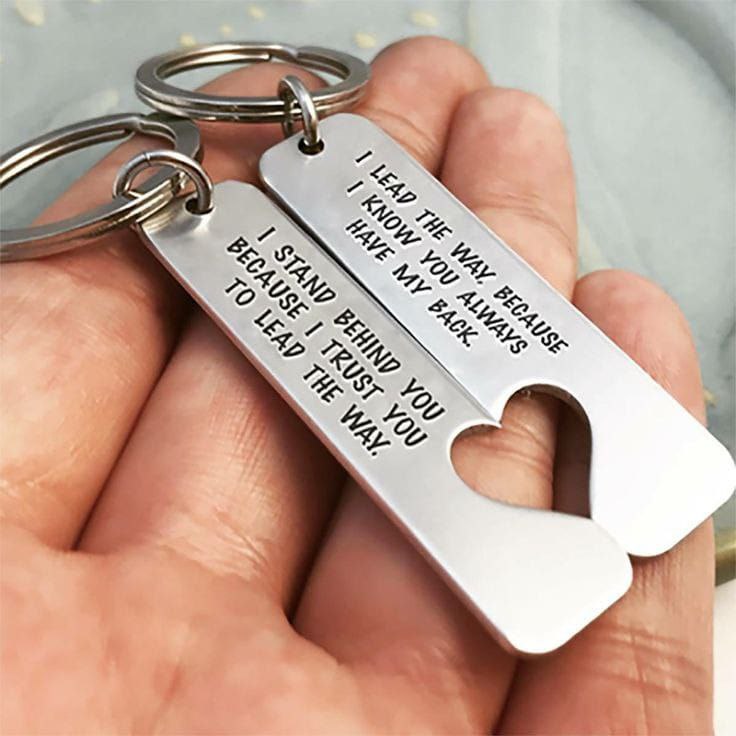 I LEAD THE WAY, BECAUSE
I KNOW YOU ALWAYS
HAVE MY BACK.
I STAND BEHIND YOU
BECAUSE I TRUST YOU
TO LEAD THE WAY.